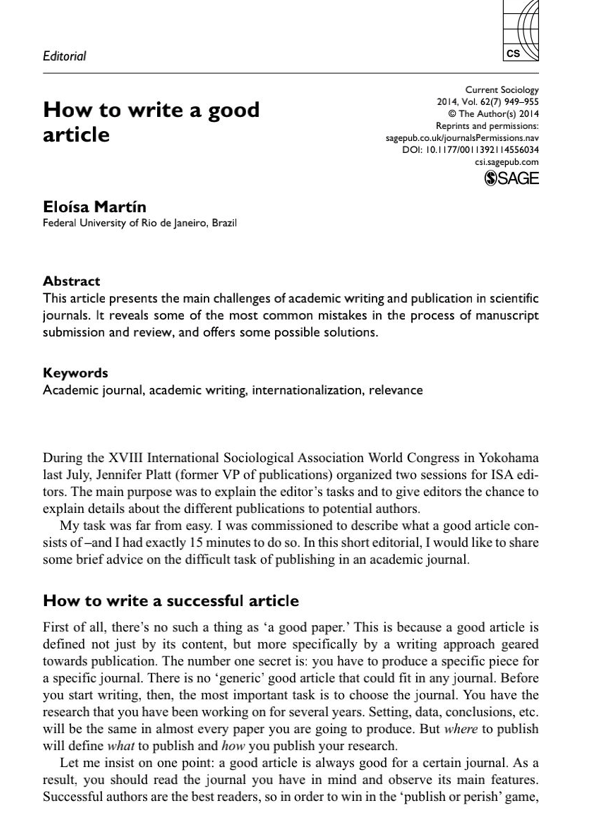 Editorial
CS
How to write a good
article
Current Sociology
2014, Vol. 62(7) 949–955
© The Author(s) 2014
Reprints and permissions:
sagepub.co.uk/journalsPermissions.nav
DOI: 10.1177/0011392114556034
csi.sagepub.com
SAGE
Eloísa Martín
Federal University of Rio de Janeiro, Brazil
Abstract
This article presents the main challenges of academic writing and publication in scientific
journals. It reveals some of the most common mistakes in the process of manuscript
submission and review, and offers some possible solutions.
Keywords
Academic journal, academic writing, internationalization, relevance
During the XVIII International Sociological Association World Congress in Yokohama
last July, Jennifer Platt (former VP of publications) organized two sessions for ISA edi-
tors. The main purpose was to explain the editor's tasks and to give editors the chance to
explain details about the different publications to potential authors.
My task was far from easy. I was commissioned to describe what a good article con-
sists of –and I had exactly 15 minutes to do so. In this short editorial, I would like to share
some brief advice on the difficult task of publishing in an academic journal.
How to write a successful article
First of all, there's no such a thing as 'a good paper.' This is because a good article is
defined not just by its content, but more specifically by a writing approach geared
towards publication. The number one secret is: you have to produce a specific piece for
a specific journal. There is no 'generic' good article that could fit in any journal. Before
you start writing, then, the most important task is to choose the journal. You have the
research that you have been working on for several years. Setting, data, conclusions, etc.
will be the same in almost every paper you are going to produce. But where to publish
will define what to publish and how you publish your research.
Let me insist on one point: a good article is always good for a certain journal. As a
result, you should read the journal you have in mind and observe its main features.
Successful authors are the best readers, so in order to win in the 'publish or perish' game,